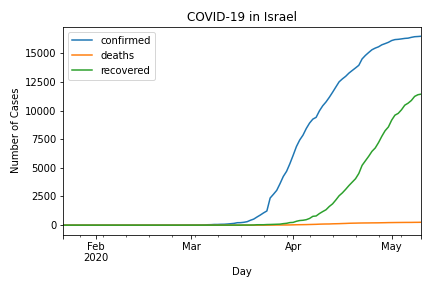 COVID-19 in Israel
confirmed
deaths
recovered
Number of Cases
15000
12500
10000
7500
5000
2500
0
Feb
2020
Mar
Apr
May
Day